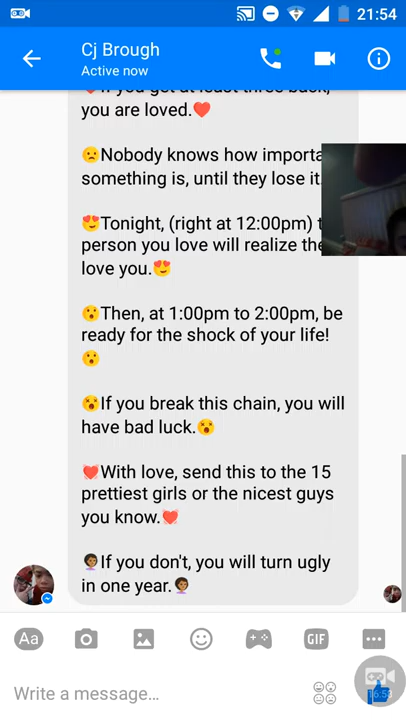 21:54
Cj Brough
Active now
❤️If you get at least three back,
you are loved.❤️
😕Nobody knows how importa
something is, until they lose it.
😍Tonight, (right at 12:00pm) t
person you love will realize the
love you.😍
😯Then, at 1:00pm to 2:00pm, be
ready for the shock of your life!
😯
😵If you break this chain, you will
have bad luck.😵
💓With love, send this to the 15
prettiest girls or the nicest guys
you know.💓
👩🏾‍🦱If you don't, you will turn ugly
in one year.👩🏾‍🦱
Aa
GIF
Write a message...
16:53